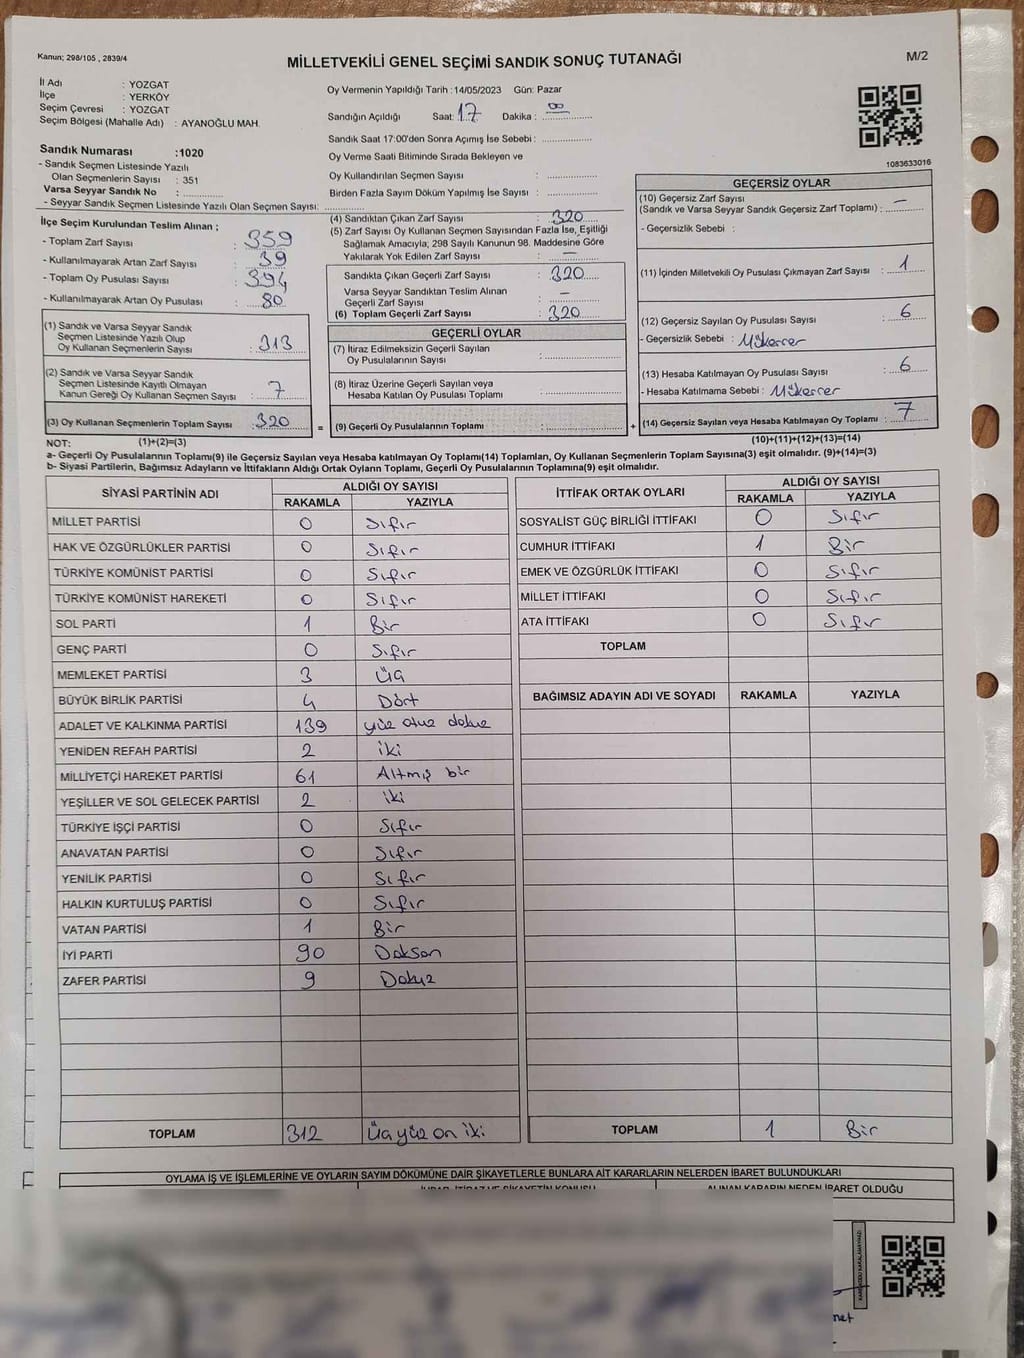 Kanun; 298/105 , 2839/4
MİLLETVEKİLİ GENEL SEÇİMİ SANDIK SONUÇ TUTANAĞI
M/2
İl Adı : YOZGAT
İlçe : YERKÖY
Seçim Çevresi : YOZGAT
Seçim Bölgesi (Mahalle Adı) : AYANOĞLU MAH.
Sandık Numarası :1020
- Sandık Seçmen Listesinde Yazılı
Olan Seçmenlerin Sayısı : 351
Varsa Seyyar Sandık No :
- Seyyar Sandık Seçmen Listesinde Yazılı Olan Seçmen Sayısı:
Oy Vermenin Yapıldığı Tarih :14/05/2023 Gün: Pazar
Sandığın Açıldığı Saat: 17 Dakika : 00
Sandık Saat 17:00'den Sonra Açımış İse Sebebi :
Oy Verme Saati Bitiminde Sırada Bekleyen ve
Oy Kullandırılan Seçmen Sayısı :
Birden Fazla Sayım Döküm Yapılmış İse Sayısı :
1083633016
İlçe Seçim Kurulundan Teslim Alınan ;
- Toplam Zarf Sayısı : 359
- Kullanılmayarak Artan Zarf Sayısı : 39
- Toplam Oy Pusulası Sayısı : 394
- Kullanılmayarak Artan Oy Pusulası : 80
(1) Sandık ve Varsa Seyyar Sandık
Seçmen Listesinde Yazılı Olup
Oy Kullanan Seçmenlerin Sayısı : 313
(2) Sandık ve Varsa Seyyar Sandık
Seçmen Listesinde Kayıtlı Olmayan
Kanun Gereği Oy Kullanan Seçmen Sayısı : 7
(3) Oy Kullanan Seçmenlerin Toplam Sayısı : 320
(4) Sandıktan Çıkan Zarf Sayısı : 320
(5) Zarf Sayısı Oy Kullanan Seçmen Sayısından Fazla İse, Eşitliği
Sağlamak Amacıyla; 298 Sayılı Kanunun 98. Maddesine Göre
Yakılarak Yok Edilen Zarf Sayısı : —
Sandıkta Çıkan Geçerli Zarf Sayısı : 320
Varsa Seyyar Sandıktan Teslim Alınan
Geçerli Zarf Sayısı : —
(6) Toplam Geçerli Zarf Sayısı : 320
GEÇERLİ OYLAR
(7) İtiraz Edilmeksizin Geçerli Sayılan
Oy Pusulalarının Sayısı :
(8) İtiraz Üzerine Geçerli Sayılan veya
Hesaba Katılan Oy Pusulası Toplamı :
= (9) Geçerli Oy Pusulalarının Toplamı : +
GEÇERSİZ OYLAR
(10) Geçersiz Zarf Sayısı
(Sandık ve Varsa Seyyar Sandık Geçersiz Zarf Toplamı) : —
- Geçersizlik Sebebi :
(11) İçinden Milletvekili Oy Pusulası Çıkmayan Zarf Sayısı : 1
(12) Geçersiz Sayılan Oy Pusulası Sayısı : 6
- Geçersizlik Sebebi : Mükerrer
(13) Hesaba Katılmayan Oy Pusulası Sayısı : 6
- Hesaba Katılmama Sebebi : Mükerrer
(14) Geçersiz Sayılan veya Hesaba Katılmayan Oy Toplamı : 7
NOT: (1)+(2)=(3)
(10)+(11)+(12)+(13)=(14)
a- Geçerli Oy Pusulalarının Toplamı(9) ile Geçersiz Sayılan veya Hesaba Katılmayan Oy Toplamı(14) Toplamları, Oy Kullanan Seçmenlerin Toplam Sayısına(3) eşit olmalıdır. (9)+(14)=(3)
b- Siyasi Partilerin, Bağımsız Adayların ve İttifakların Aldığı Ortak Oyların Toplamı, Geçerli Oy Pusulalarının Toplamına(9) eşit olmalıdır.
SİYASİ PARTİNİN ADI ALDIĞI OY SAYISI
RAKAMLA YAZIYLA
MİLLET PARTİSİ 0 Sıfır
HAK VE ÖZGÜRLÜKLER PARTİSİ 0 Sıfır
TÜRKİYE KOMÜNİST PARTİSİ 0 Sıfır
TÜRKİYE KOMÜNİST HAREKETİ 0 Sıfır
SOL PARTİ 1 Bir
GENÇ PARTİ 0 Sıfır
MEMLEKET PARTİSİ 3 Üç
BÜYÜK BİRLİK PARTİSİ 4 Dört
ADALET VE KALKINMA PARTİSİ 139 yüz otuz dokuz
YENİDEN REFAH PARTİSİ 2 iki
MİLLİYETÇİ HAREKET PARTİSİ 61 Altmış bir
YEŞİLLER VE SOL GELECEK PARTİSİ 2 iki
TÜRKİYE İŞÇİ PARTİSİ 0 Sıfır
ANAVATAN PARTİSİ 0 Sıfır
YENİLİK PARTİSİ 0 Sıfır
HALKIN KURTULUŞ PARTİSİ 0 Sıfır
VATAN PARTİSİ 1 Bir
İYİ PARTİ 90 Doksan
ZAFER PARTİSİ 9 Dokuz
TOPLAM 312 Üçyüz on iki
İTTİFAK ORTAK OYLARI ALDIĞI OY SAYISI
RAKAMLA YAZIYLA
SOSYALİST GÜÇ BİRLİĞİ İTTİFAKI 0 Sıfır
CUMHUR İTTİFAKI 1 Bir
EMEK VE ÖZGÜRLÜK İTTİFAKI 0 Sıfır
MİLLET İTTİFAKI 0 Sıfır
ATA İTTİFAKI 0 Sıfır
TOPLAM
BAĞIMSIZ ADAYIN ADI VE SOYADI RAKAMLA YAZIYLA
TOPLAM 1 Bir
OYLAMA İŞ VE İŞLEMLERİNE VE OYLARIN SAYIM DÖKÜMÜNE DAİR ŞİKAYETLERLE BUNLARA AİT KARARLARIN NELERDEN İBARET BULUNDUKLARI
İHBAR, İTİRAZ VE ŞİKAYETİN KONUSU ALINAN KARARIN NEDEN İBARET OLDUĞU